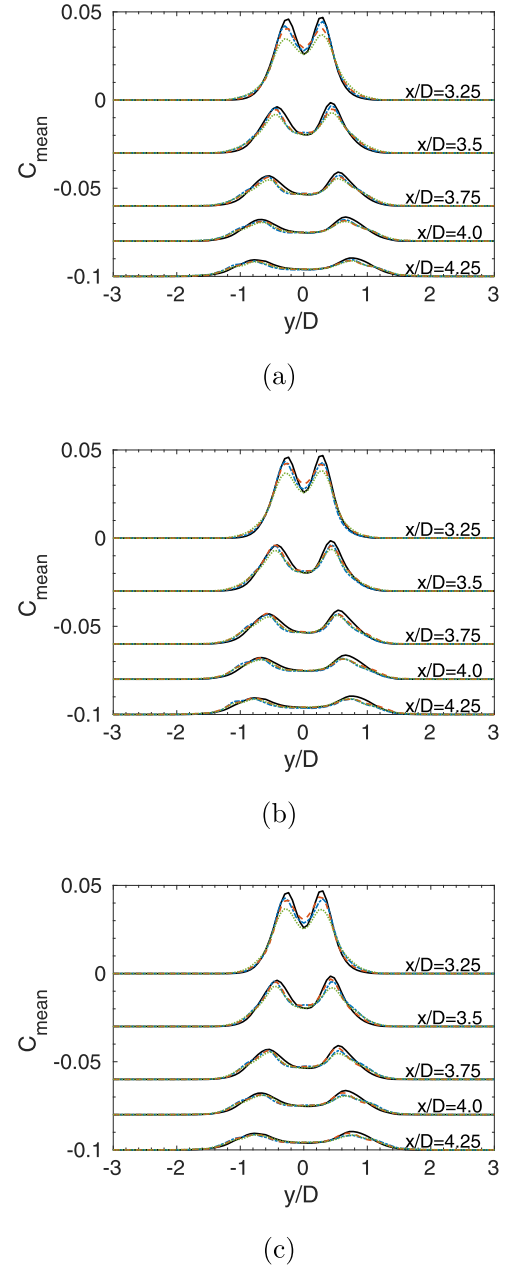 0.05
x/D=3.25
0
x/D=3.5
C_mean
-0.05
x/D=3.75
x/D=4.0
x/D=4.25
-0.1
-3 -2 -1 0 1 2 3
y/D
(a)
0.05
x/D=3.25
0
x/D=3.5
C_mean
-0.05
x/D=3.75
x/D=4.0
x/D=4.25
-0.1
-3 -2 -1 0 1 2 3
y/D
(b)
0.05
x/D=3.25
0
x/D=3.5
C_mean
-0.05
x/D=3.75
x/D=4.0
x/D=4.25
-0.1
-3 -2 -1 0 1 2 3
y/D
(c)